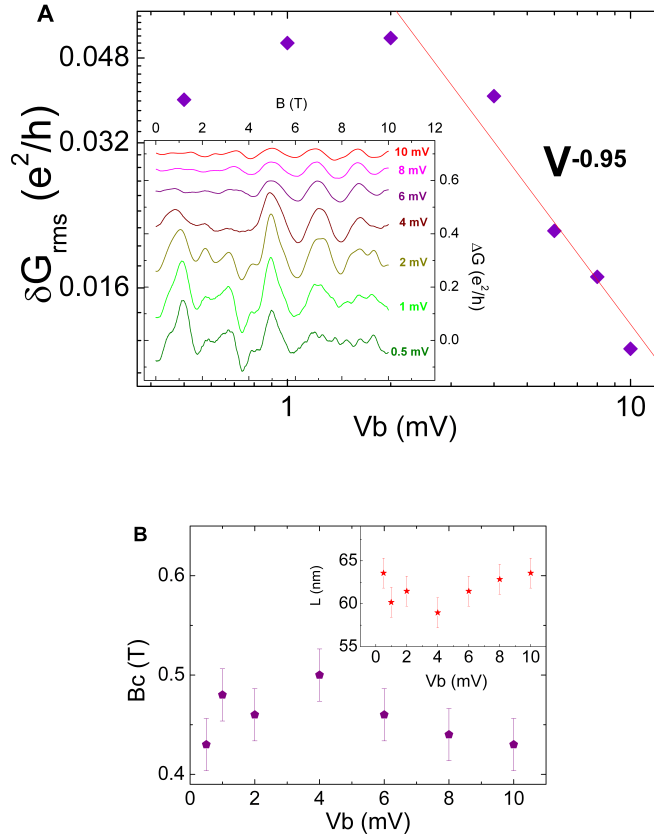 A
0.048
0.032
0.016
δG rms (e²/h)
B (T)
0 2 4 6 8 10 12
10 mV
8 mV
6 mV
4 mV
2 mV
1 mV
0.5 mV
0.6
0.4
0.2
0.0
ΔG (e²/h)
V-0.95
1 10
Vb (mV)
B
0.6
0.5
0.4
Bc (T)
65
60
55
L (nm)
0 2 4 6 8 10
Vb (mV)
0 2 4 6 8 10
Vb (mV)